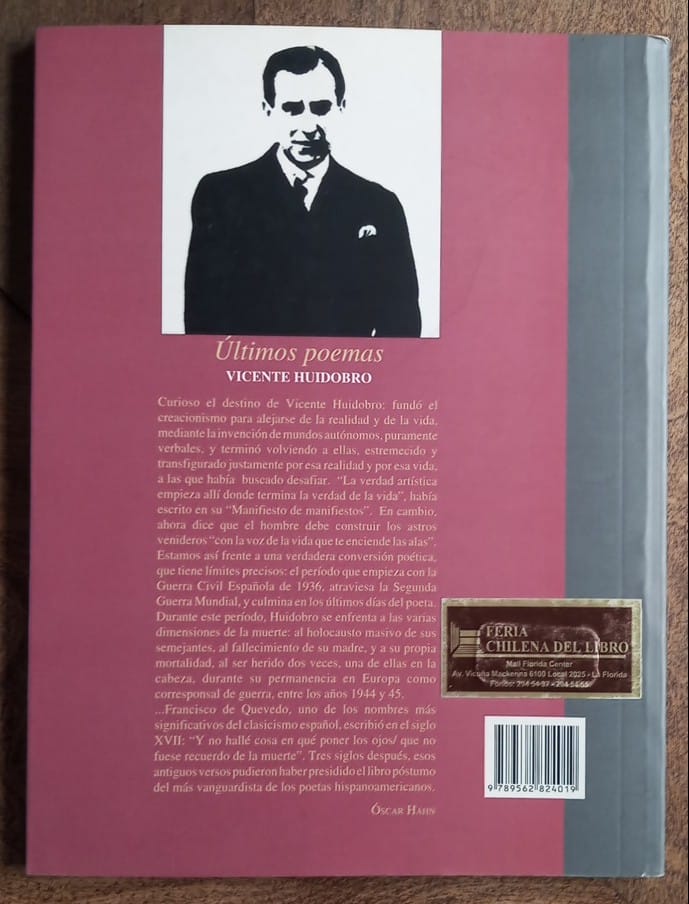 Últimos poemas
VICENTE HUIDOBRO
Curioso el destino de Vicente Huidobro: fundó el
creacionismo para alejarse de la realidad y de la vida,
mediante la invención de mundos autónomos, puramente
verbales, y terminó volviendo a ellas, estremecido y
transfigurado justamente por esa realidad y por esa vida,
a las que había buscado desafiar. “La verdad artística
empieza allí donde termina la verdad de la vida”, había
escrito en su “Manifiesto de manifiestos”. En cambio,
ahora dice que el hombre debe construir los astros
venideros “con la voz de la vida que te enciende las alas”.
Estamos así frente a una verdadera conversión poética,
que tiene límites precisos: el período que empieza con la
Guerra Civil Española de 1936, atraviesa la Segunda
Guerra Mundial, y culmina en los últimos días del poeta.
Durante este período, Huidobro se enfrenta a las varias
dimensiones de la muerte: al holocausto masivo de sus
semejantes, al fallecimiento de su madre, y a su propia
mortalidad, al ser herido dos veces, una de ellas en la
cabeza, durante su permanencia en Europa como
corresponsal de guerra, entre los años 1944 y 45.
...Francisco de Quevedo, uno de los nombres más
significativos del clasicismo español, escribió en el siglo
XVII: “Y no hallé cosa en qué poner los ojos/ que no
fuese recuerdo de la muerte”. Tres siglos después, esos
antiguos versos pudieron haber presidido el libro póstumo
del más vanguardista de los poetas hispanoamericanos.
ÓSCAR HAHN
FERIA
CHILENA DEL LIBRO
Mall Florida Center
Av. Vicuña Mackenna 6100 Local 2025 - La Florida
Fonos:
9 789562 824019